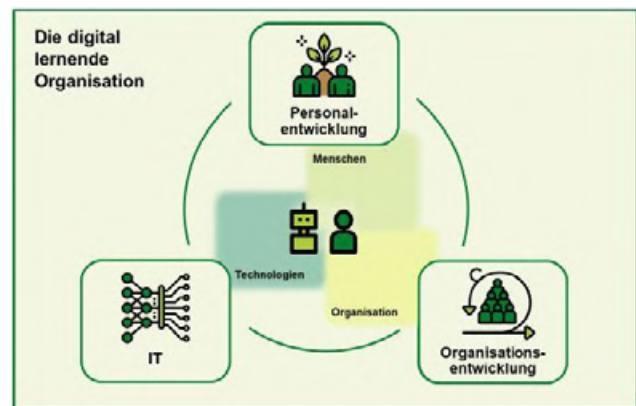 Die digital
lernende
Organisation
Personal-
entwicklung
Menschen
Technologien
Organisation
IT
Organisations-
entwicklung